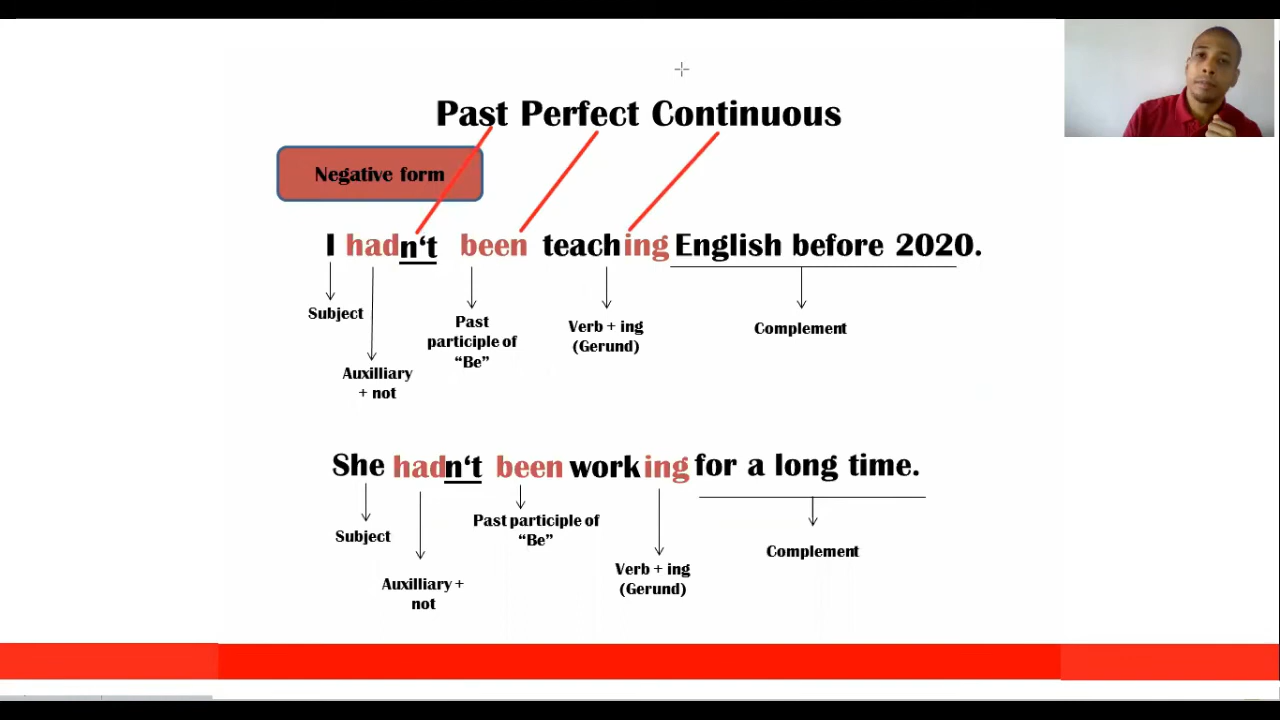 Past Perfect Continuous
Negative form
I hadn‘t been teaching English before 2020.
Subject
Auxilliary
+ not
Past
participle of
“Be”
Verb + ing
(Gerund)
Complement
She hadn‘t been working for a long time.
Subject
Auxilliary +
not
Past participle of
“Be”
Verb + ing
(Gerund)
Complement